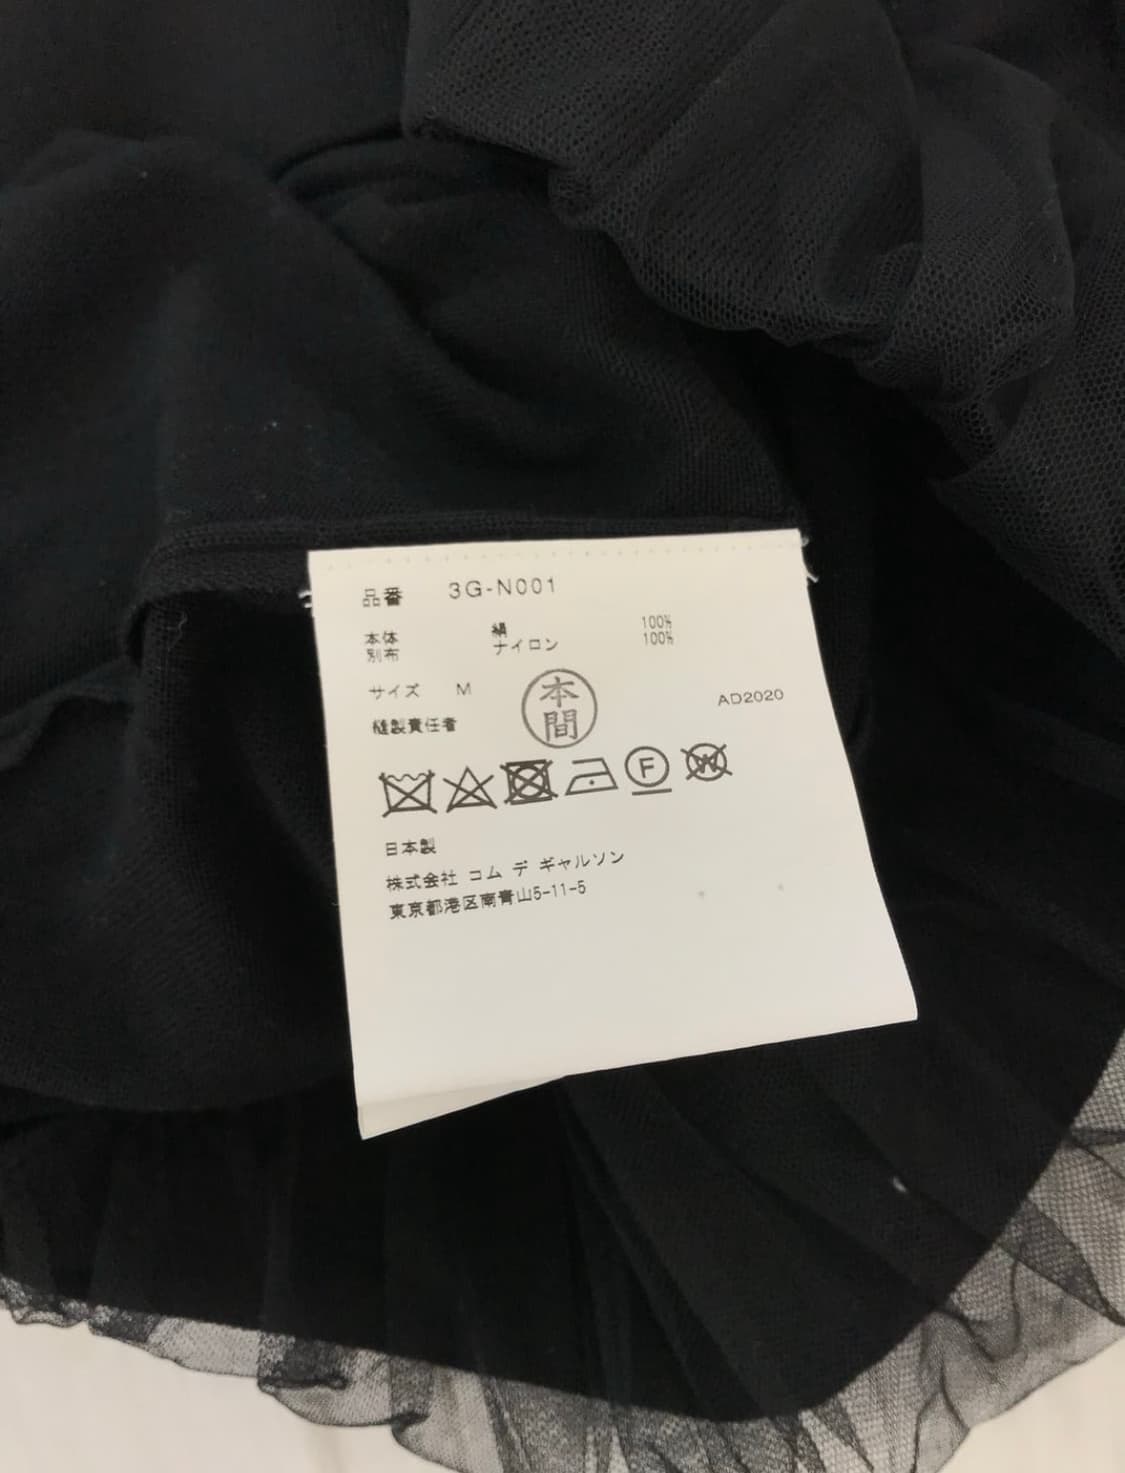 品番 3G-N001
本体 絹 100%
別布 ナイロン 100%
サイズ M
AD2020
縫製責任者 本間
F W
日本製
株式会社 コム デ ギャルソン
東京都港区南青山5-11-5